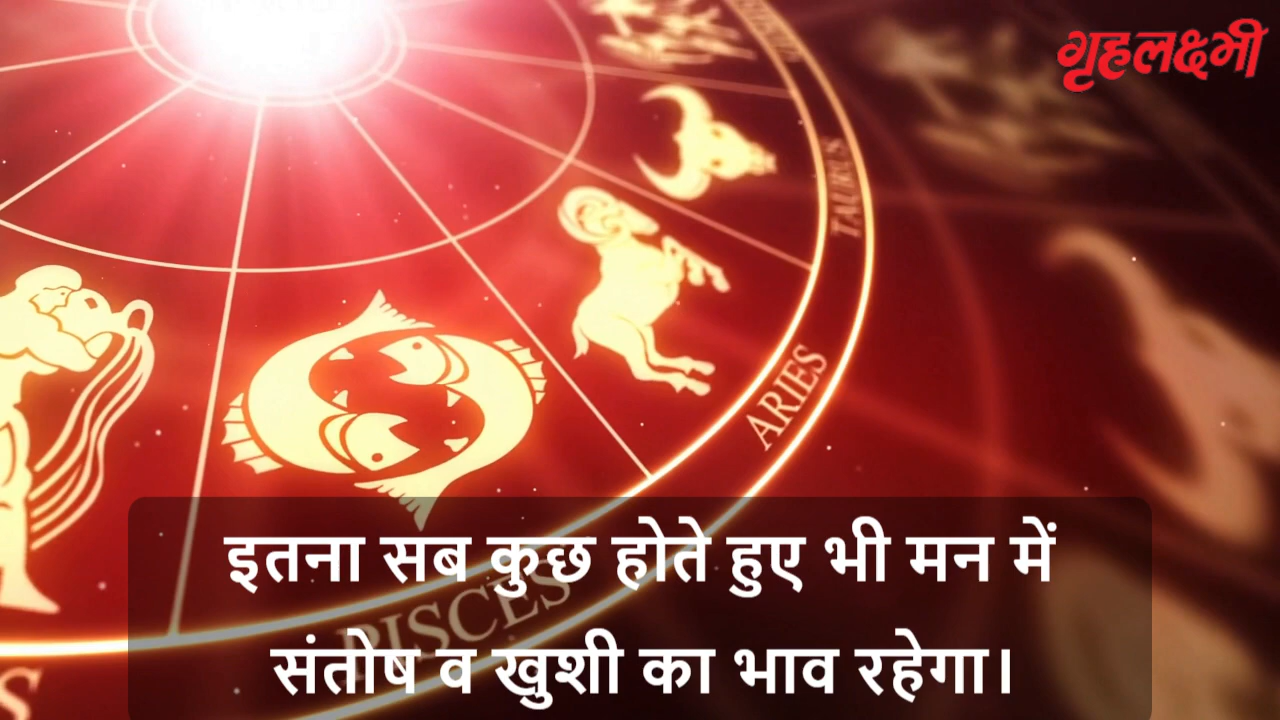 गृहलक्ष्मी
TAURUS
ARIES
PISCES
इतना सब कुछ होते हुए भी मन में
संतोष व खुशी का भाव रहेगा।